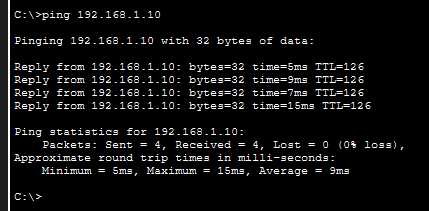 C:\>ping 192.168.1.10
Pinging 192.168.1.10 with 32 bytes of data:
Reply from 192.168.1.10: bytes=32 time=5ms TTL=126
Reply from 192.168.1.10: bytes=32 time=9ms TTL=126
Reply from 192.168.1.10: bytes=32 time=7ms TTL=126
Reply from 192.168.1.10: bytes=32 time=15ms TTL=126
Ping statistics for 192.168.1.10:
Packets: Sent = 4, Received = 4, Lost = 0 (0% loss),
Approximate round trip times in milli-seconds:
Minimum = 5ms, Maximum = 15ms, Average = 9ms
C:\>